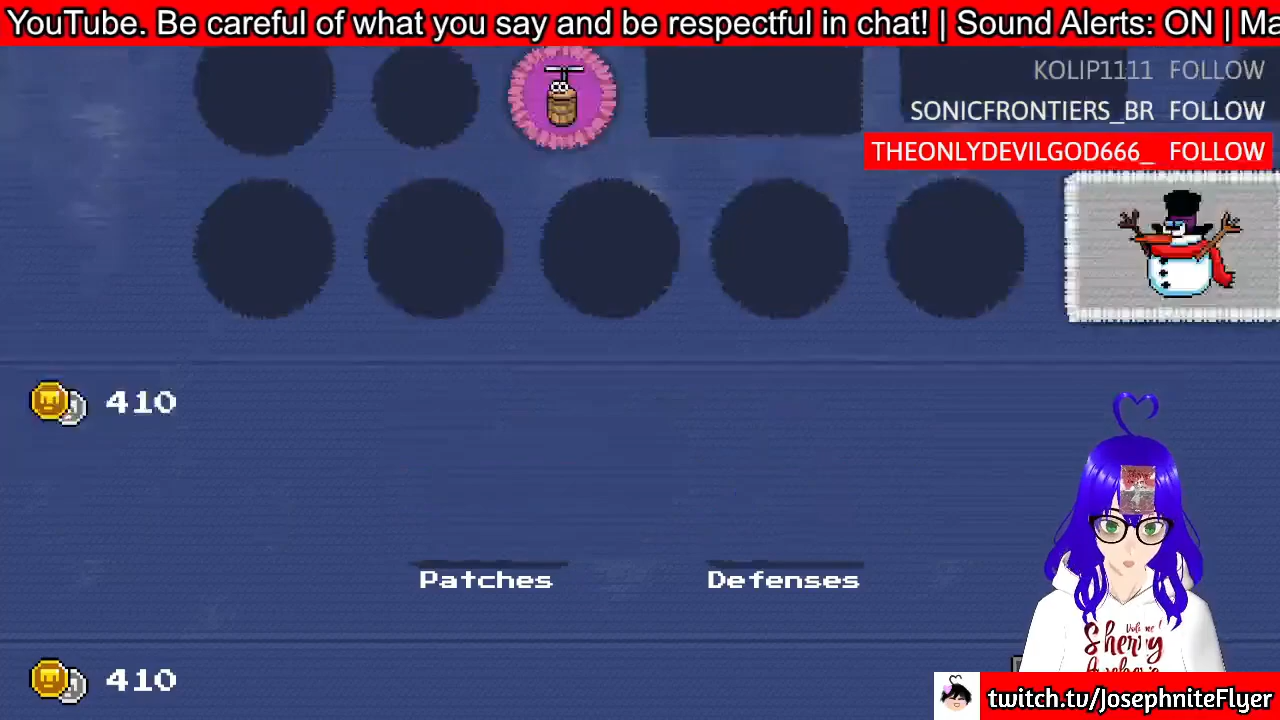 YouTube. Be careful of what you say and be respectful in chat! | Sound Alerts: ON | Ma
KOLIP1111 FOLLOW
SONICFRONTIERS_BR FOLLOW
THEONLYDEVILGOD666_ FOLLOW
410
Patches Defenses
Sherry
410
twitch.tv/JosephniteFlyer